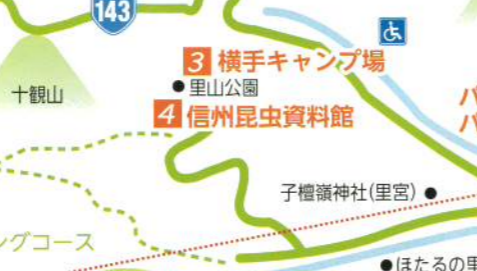 143
3 横手キャンプ場
十観山
●里山公園
4 信州昆虫資料館
子檀嶺神社(里宮)●
ングコース
●ほたるの里